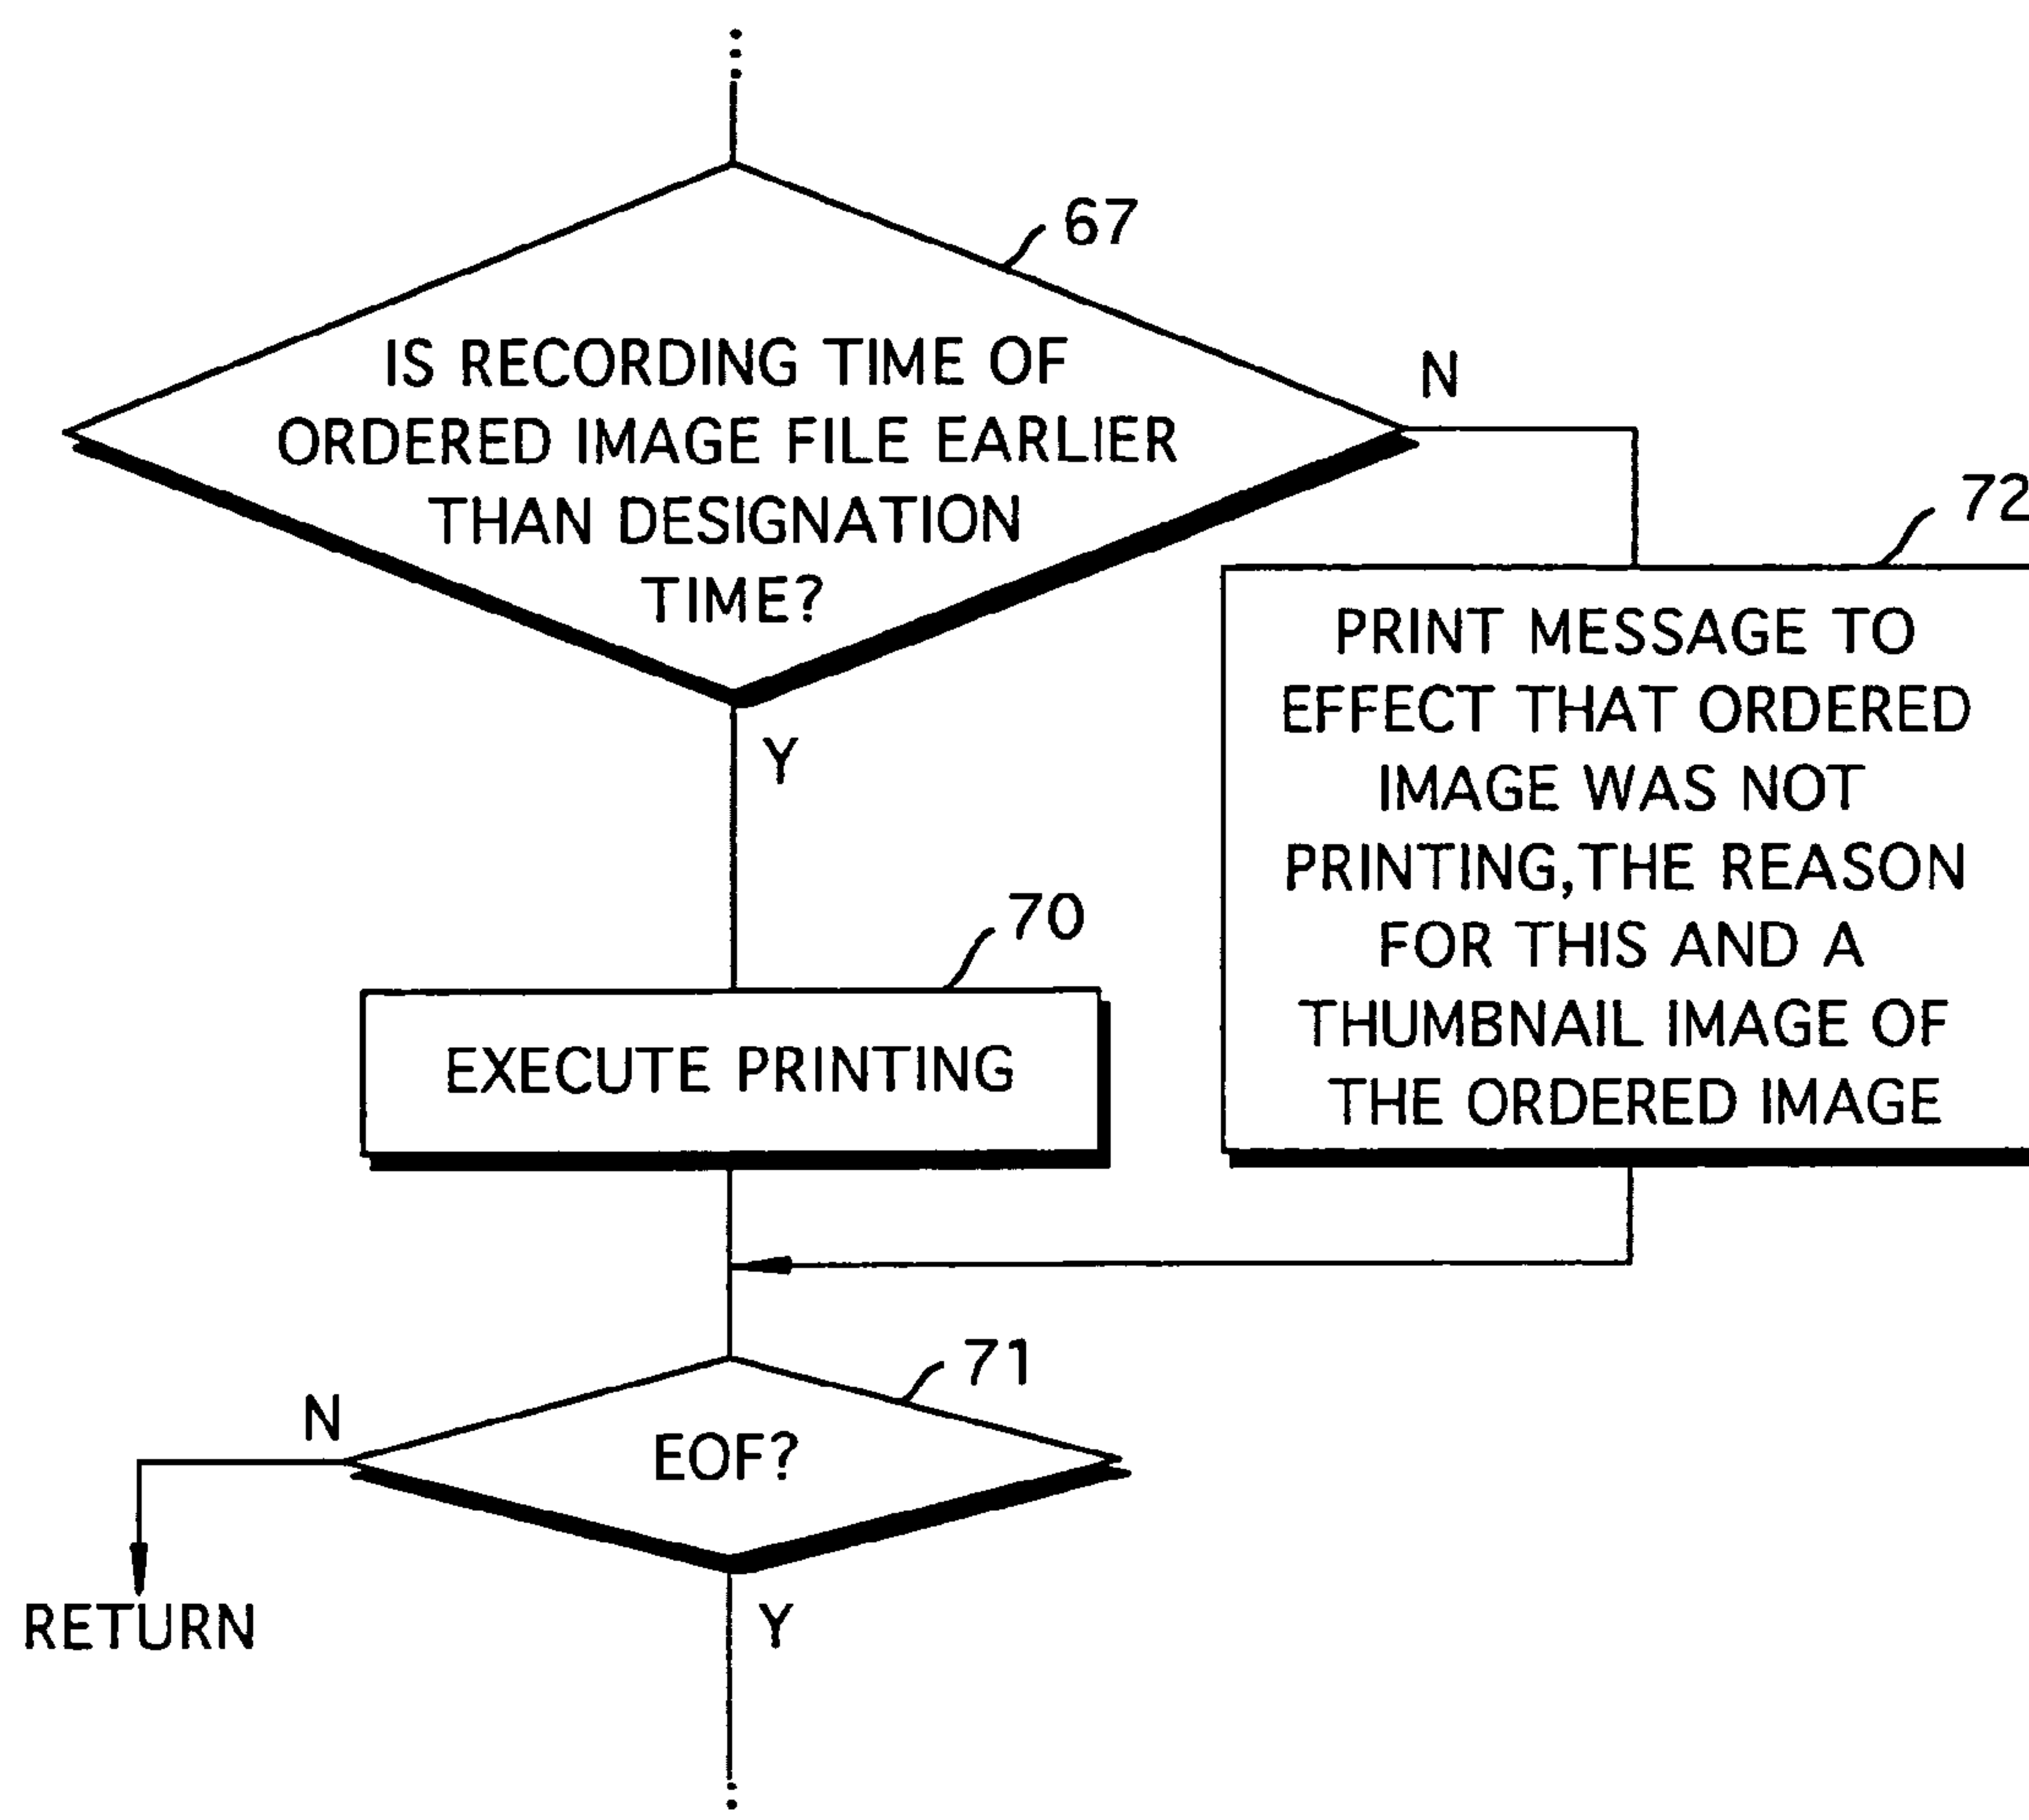 67
IS RECORDING TIME OF
ORDERED IMAGE FILE EARLIER
THAN DESIGNATION
TIME?
N
72
PRINT MESSAGE TO
EFFECT THAT ORDERED
IMAGE WAS NOT
PRINTING,THE REASON
FOR THIS AND A
THUMBNAIL IMAGE OF
THE ORDERED IMAGE
Y
70
EXECUTE PRINTING
71
N
EOF?
RETURN
Y